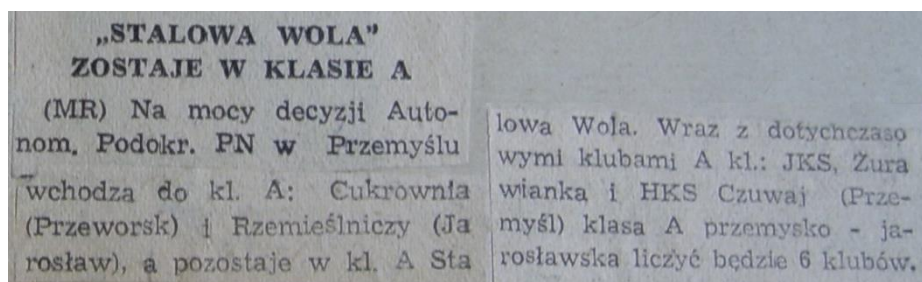 „STALOWA WOLA”
ZOSTAJE W KLASIE A
(MR) Na mocy decyzji Auto-
nom, Podokr. PN w Przemyślu
wchodzą do kl. A: Cukrownia
(Przeworsk) i Rzemieślniczy (Ja
rosław), a pozostaje w kl. A Sta
lowa Wola. Wraz z dotychczaso
wymi klubami A kl.: JKS, Żura
wianką i HKS Czuwaj (Prze-
myśl) klasa A przemysko - ja-
rosławska liczyć będzie 6 klubów.